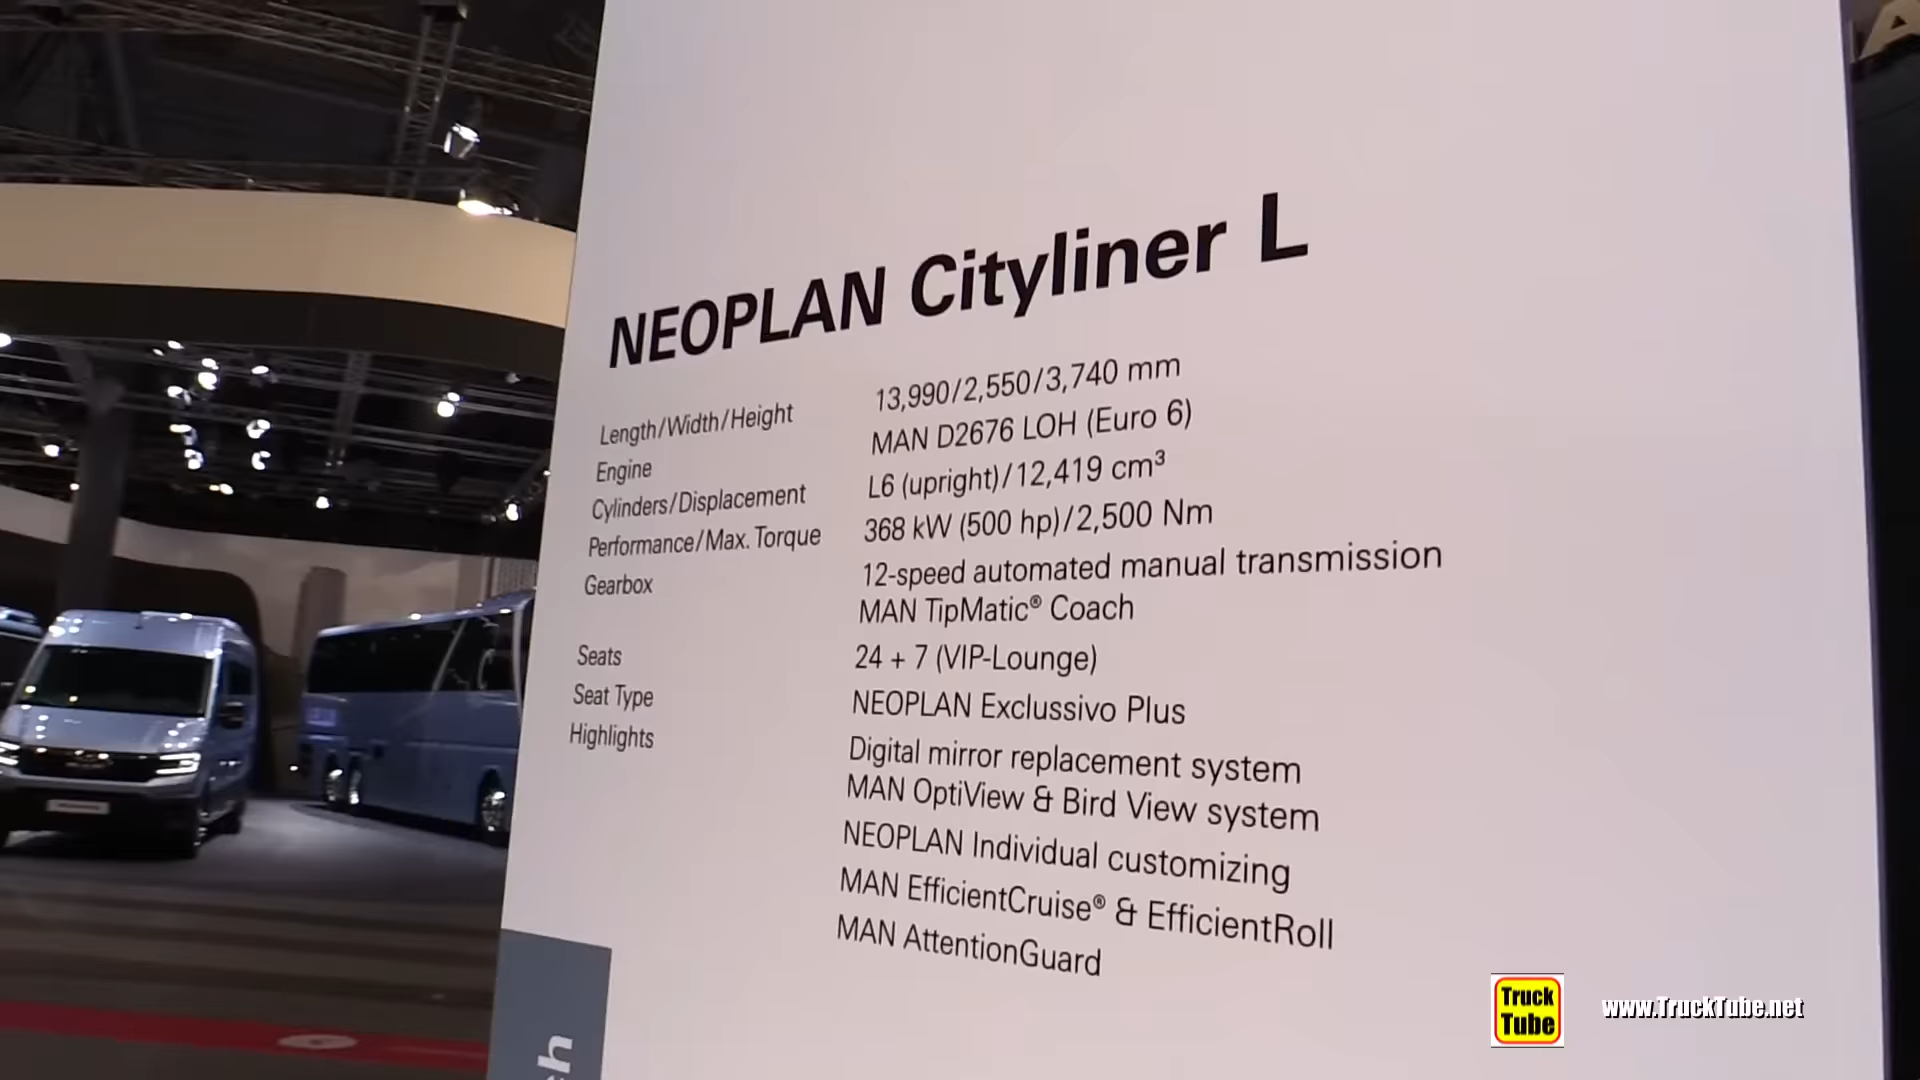 NEOPLAN Cityliner L
Length/Width/Height 13,990/2,550/3,740 mm
Engine MAN D2676 LOH (Euro 6)
Cylinders/Displacement L6 (upright)/12,419 cm³
Performance/Max. Torque 368 kW (500 hp)/2,500 Nm
Gearbox 12-speed automated manual transmission
MAN TipMatic® Coach
Seats 24 + 7 (VIP-Lounge)
Seat Type NEOPLAN Exclussivo Plus
Highlights Digital mirror replacement system
MAN OptiView & Bird View system
NEOPLAN Individual customizing
MAN EfficientCruise® & EfficientRoll
MAN AttentionGuard
Truck
Tube
www.TruckTube.net